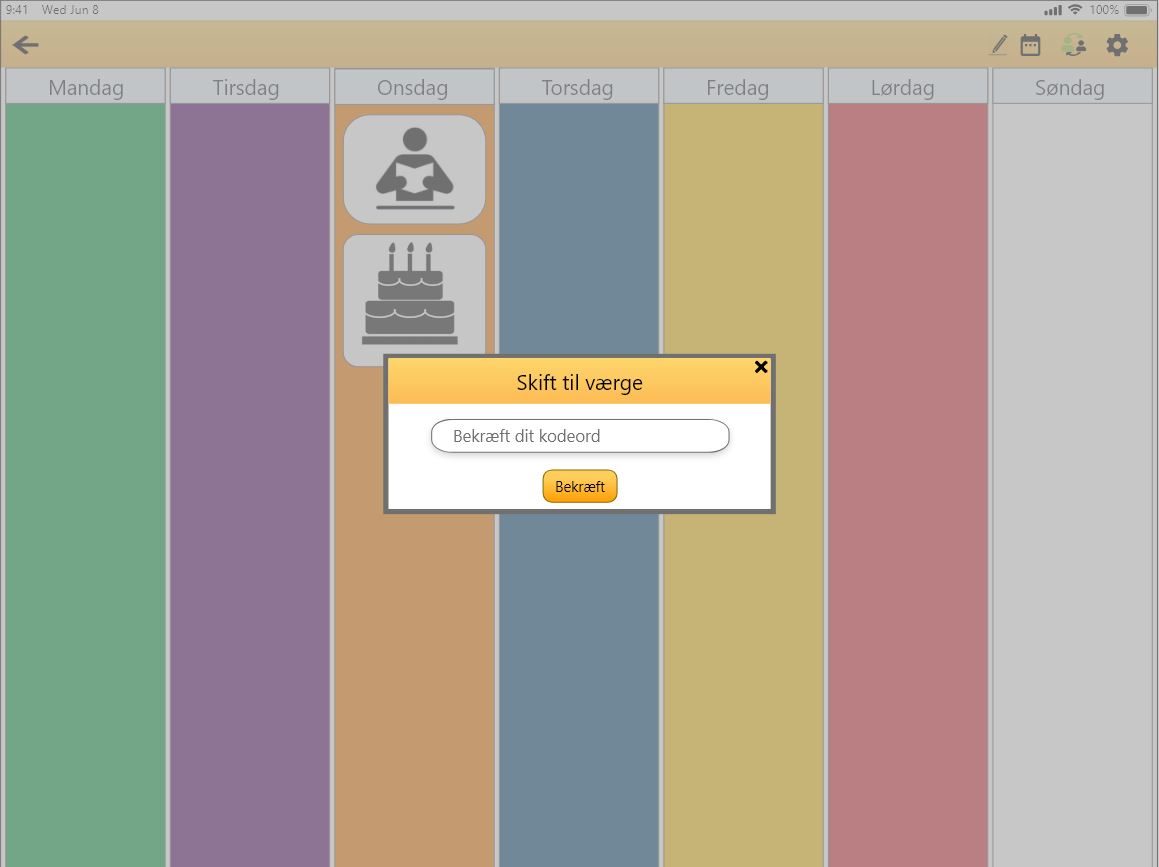 9:41 Wed Jun 8 100%
Mandag Tirsdag Onsdag Torsdag Fredag Lørdag Søndag
Skift til værge
Bekræft dit kodeord
Bekræft